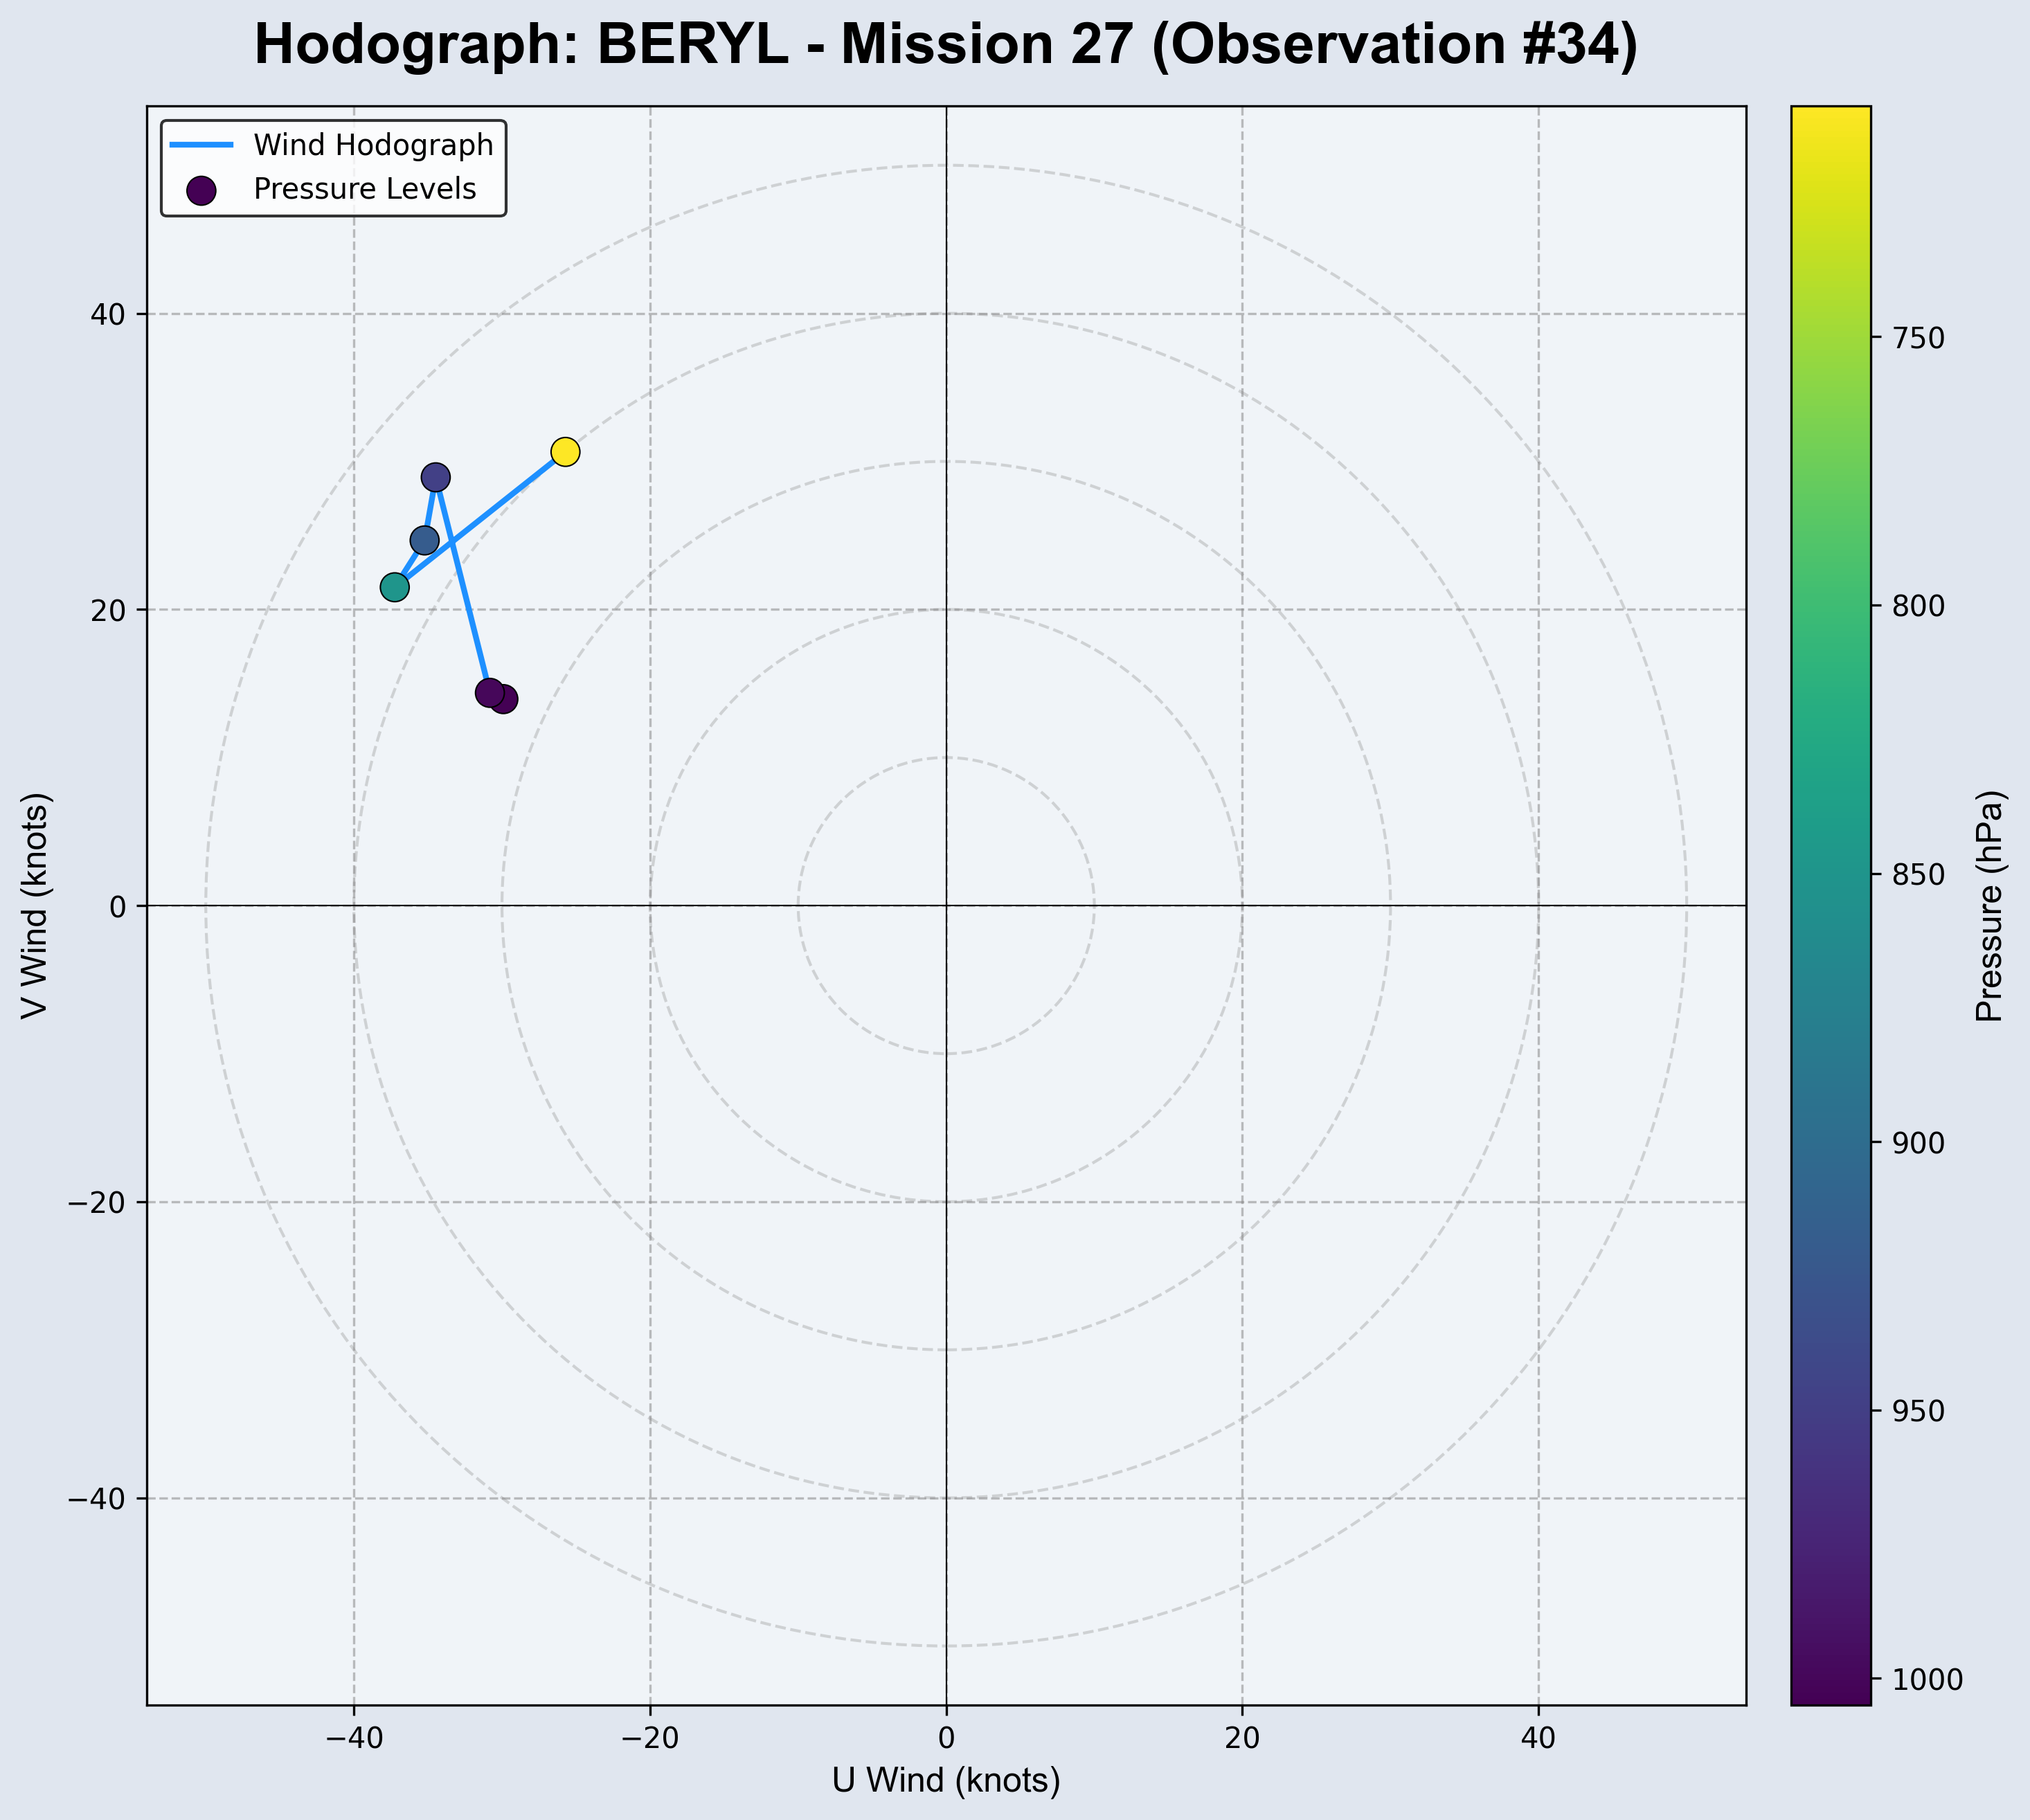 Hodograph: BERYL - Mission 27 (Observation #34)
Wind Hodograph
Pressure Levels
40
20
0
−20
−40
V Wind (knots)
−40
−20
0
20
40
U Wind (knots)
750
800
850
900
950
1000
Pressure (hPa)